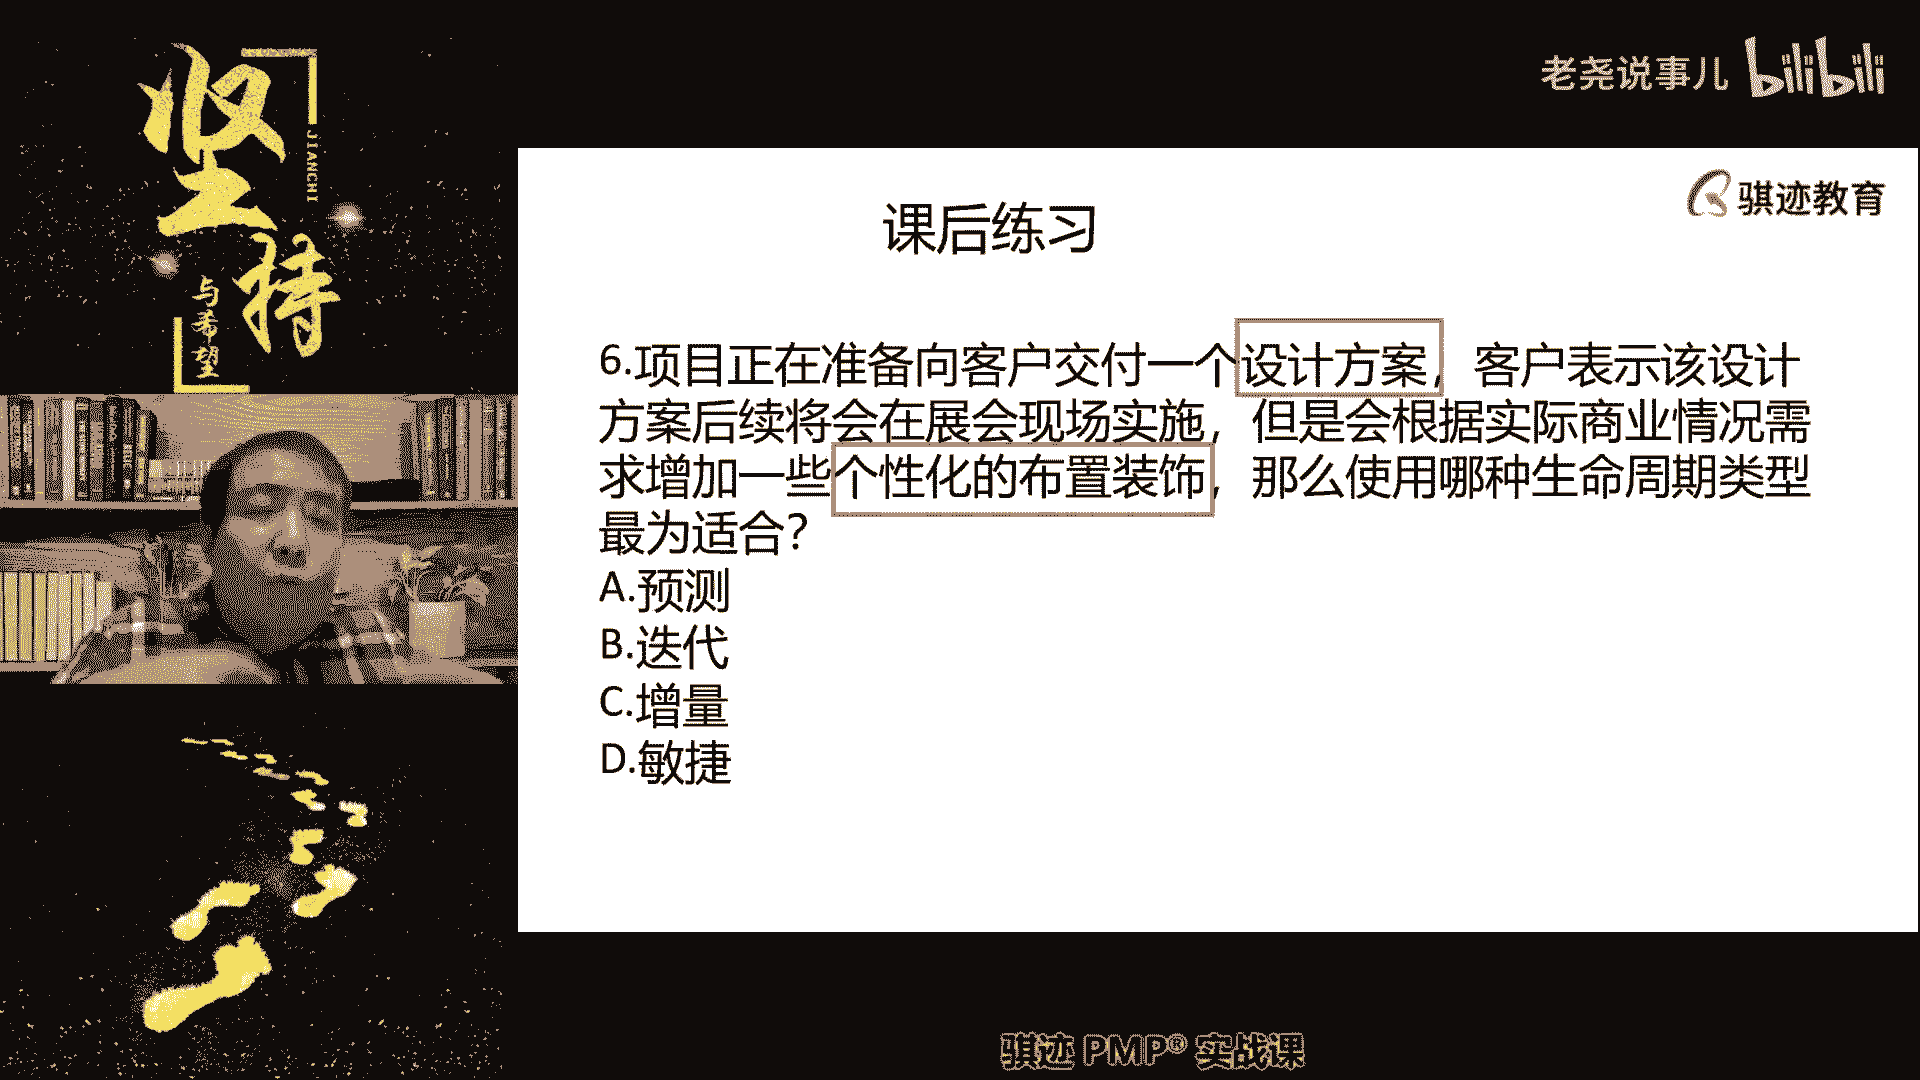 坚持
JIANCHI
与希望
老尧说事儿 bilibili
骐迹教育
课后练习
6.项目正在准备向客户交付一个设计方案，客户表示该设计
方案后续将会在展会现场实施，但是会根据实际商业情况需
求增加一些个性化的布置装饰，那么使用哪种生命周期类型
最为适合？
A.预测
B.迭代
C.增量
D.敏捷
骐迹 PMP® 实战课